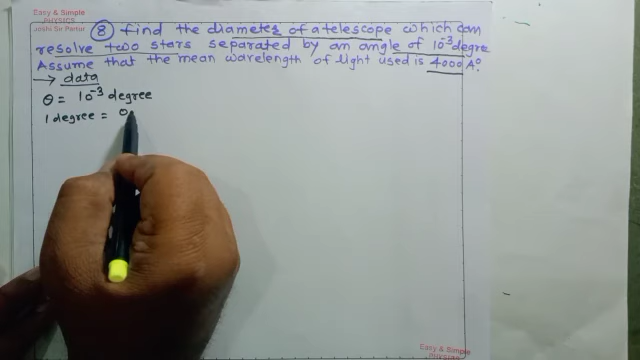 Easy & Simple
PHYSICS
Joshi Sir Partur
⑧ find the diameter of a telescope which can
resolve two stars separated by an angle of 10⁻³ degree
Assume that the mean wavelength of light used is 4000 A°.
→ data
θ = 10⁻³ degree
1 degree = 0.
Easy & Simple
PHYSICS